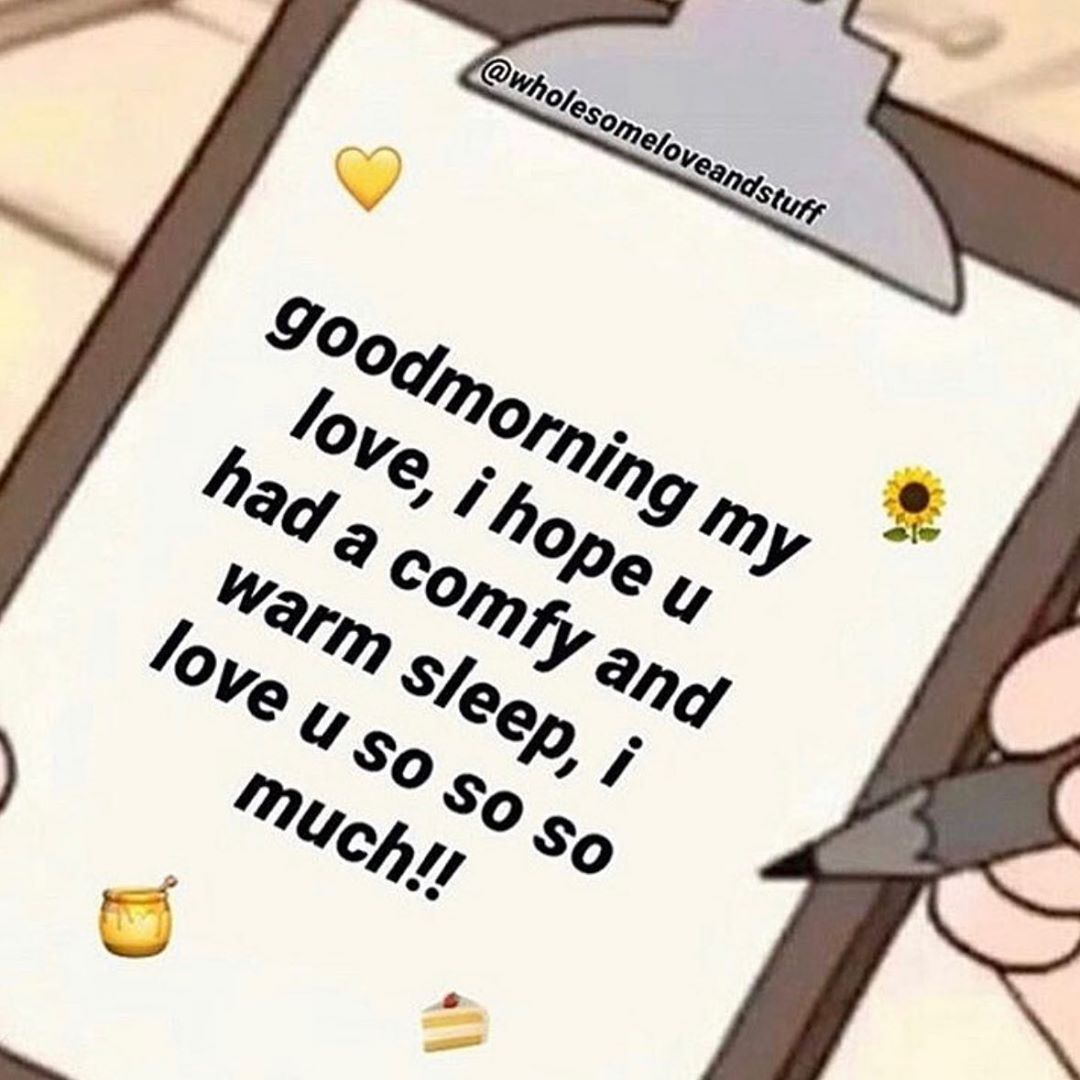 @wholesomeloveandstuff
goodmorning my
love, i hope u
had a comfy and
warm sleep, i
love u so so so
much!!